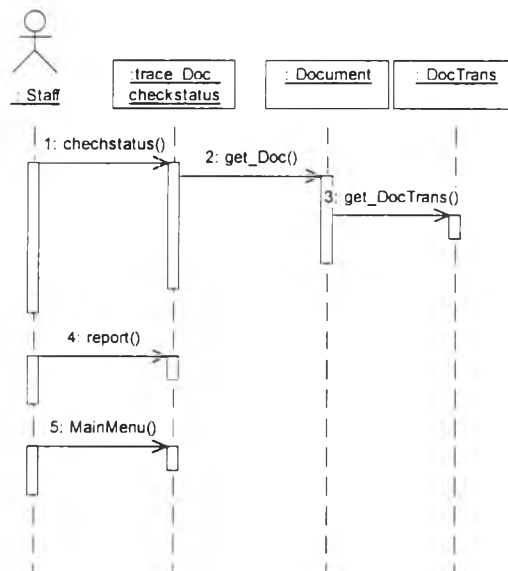 : Staff
:trace_Doc
checkstatus
: Document
: DocTrans
1: chechstatus()
2: get_Doc()
3: get_DocTrans()
4: report()
5: MainMenu()